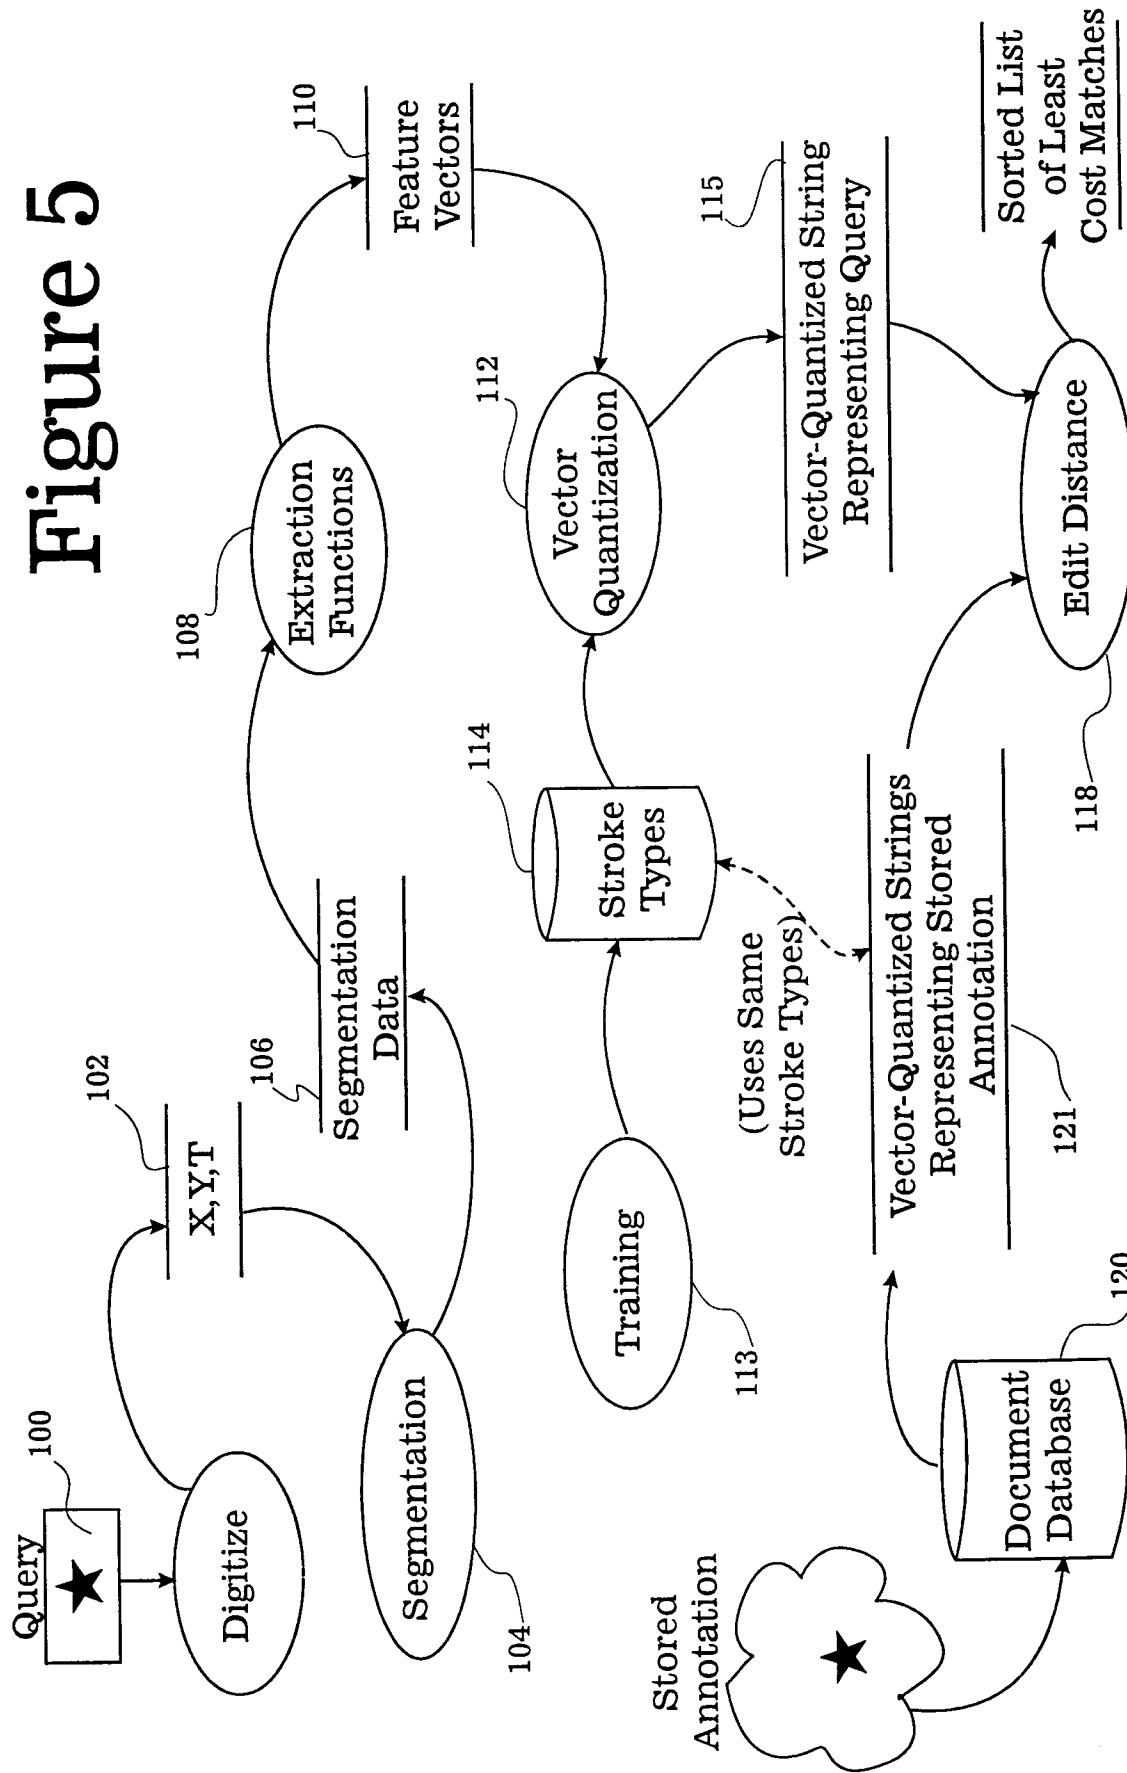 Figure 5
Query
100
Digitize
102
X,Y,T
104
Segmentation
106
Segmentation
Data
108
Extraction
Functions
110
Feature
Vectors
112
Vector
Quantization
113
Training
114
Stroke
Types
(Uses Same
Stroke Types)
115
Vector-Quantized String
Representing Query
Stored
Annotation
Document
Database
120
Vector-Quantized Strings
Representing Stored
Annotation
121
118
Edit Distance
Sorted List
of Least
Cost Matches